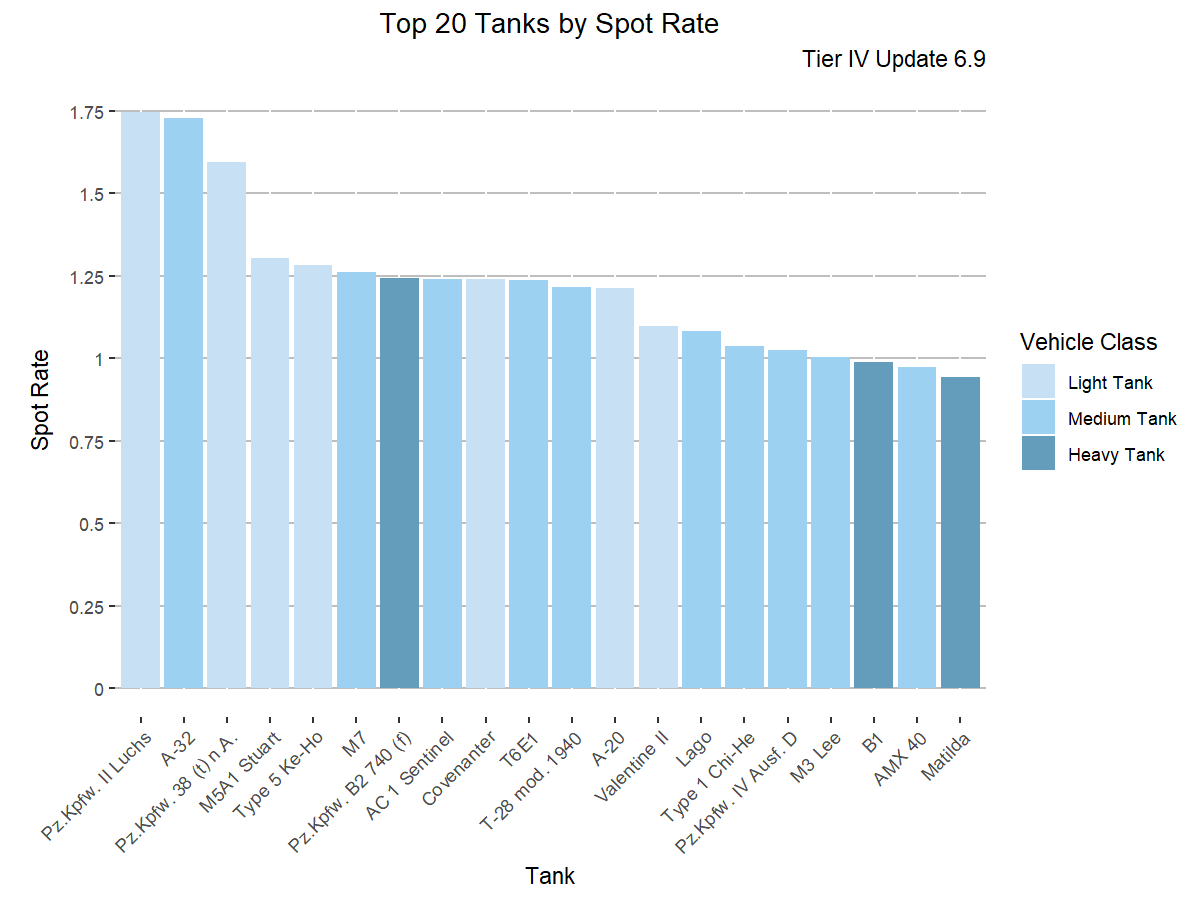 Top 20 Tanks by Spot Rate
Tier IV Update 6.9
1.75
1.5
1.25
1
0.75
0.5
0.25
0
Spot Rate
Pz.Kpfw. II Luchs
A-32
Pz.Kpfw. 38 (t) n.A.
M5A1 Stuart
Type 5 Ke-Ho
M7
Pz.Kpfw. B2 740 (f)
AC 1 Sentinel
Covenanter
T6E1
T-28 mod. 1940
A-20
Valentine II
Lago
Type 1 Chi-He
Pz.Kpfw. IV Ausf. D
M3 Lee
B1
AMX 40
Matilda
Tank
Vehicle Class
Light Tank
Medium Tank
Heavy Tank